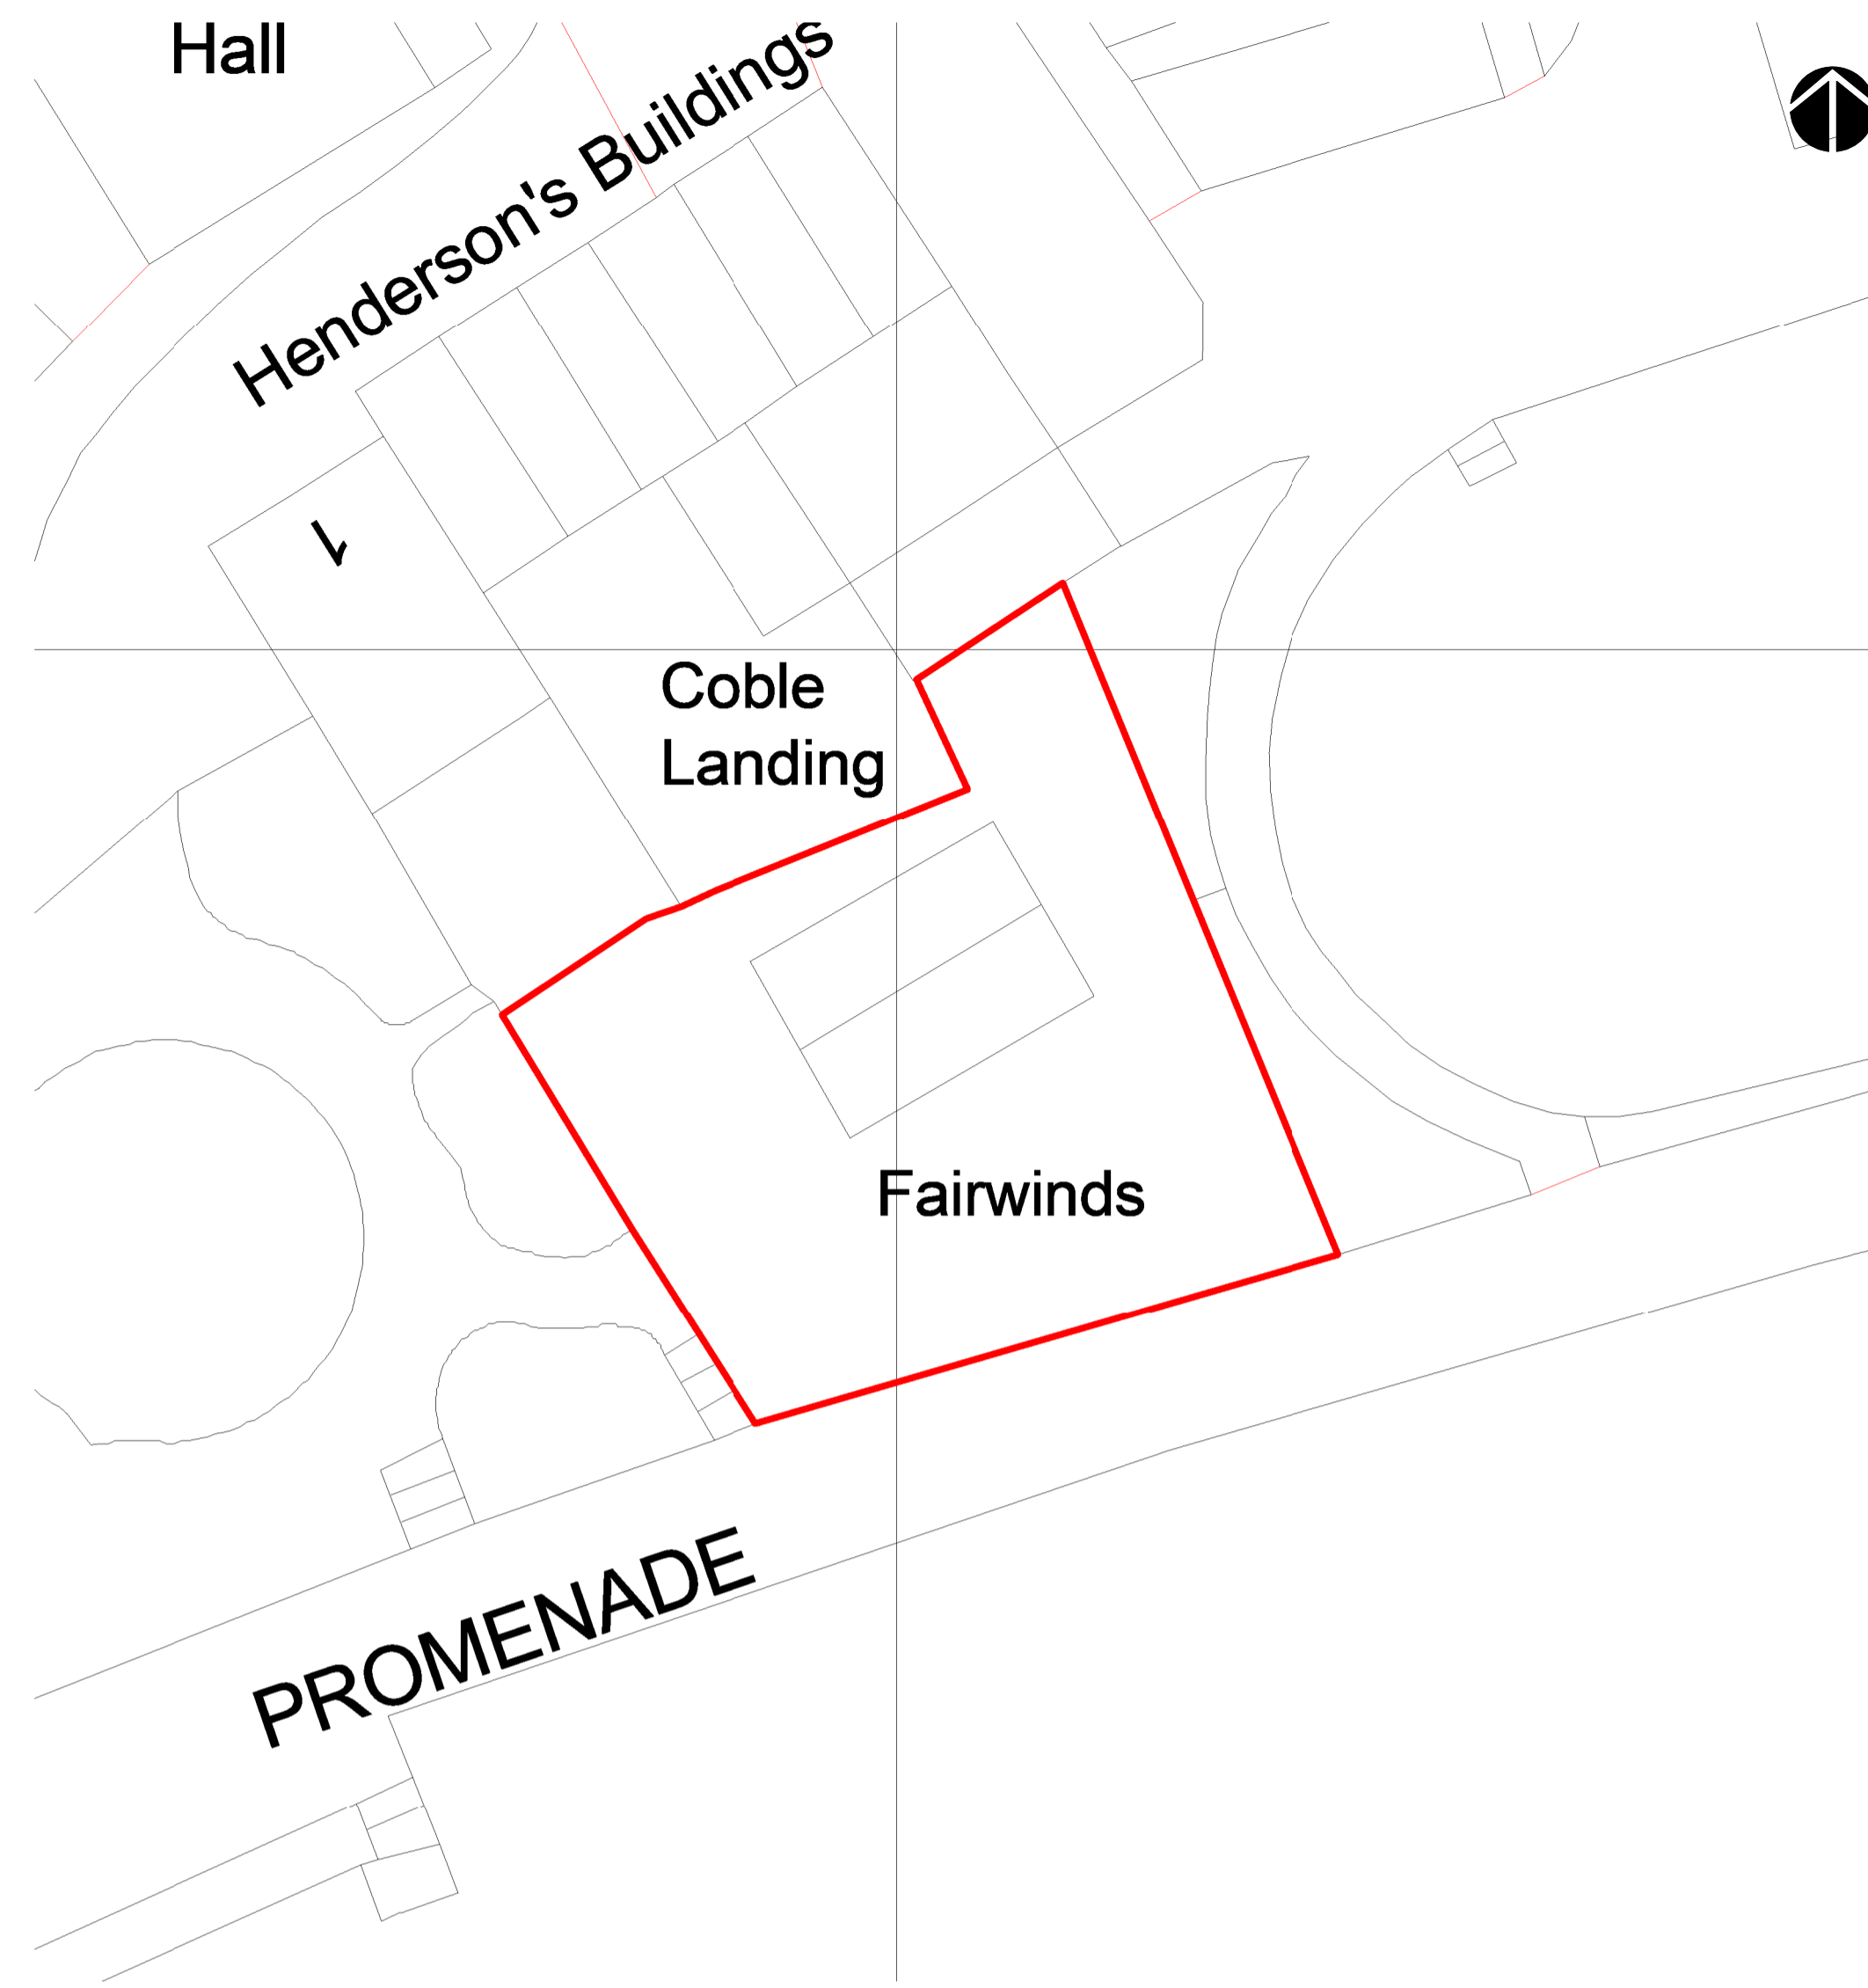 Hall
Henderson's Buildings
1
Coble
Landing
Fairwinds
PROMENADE